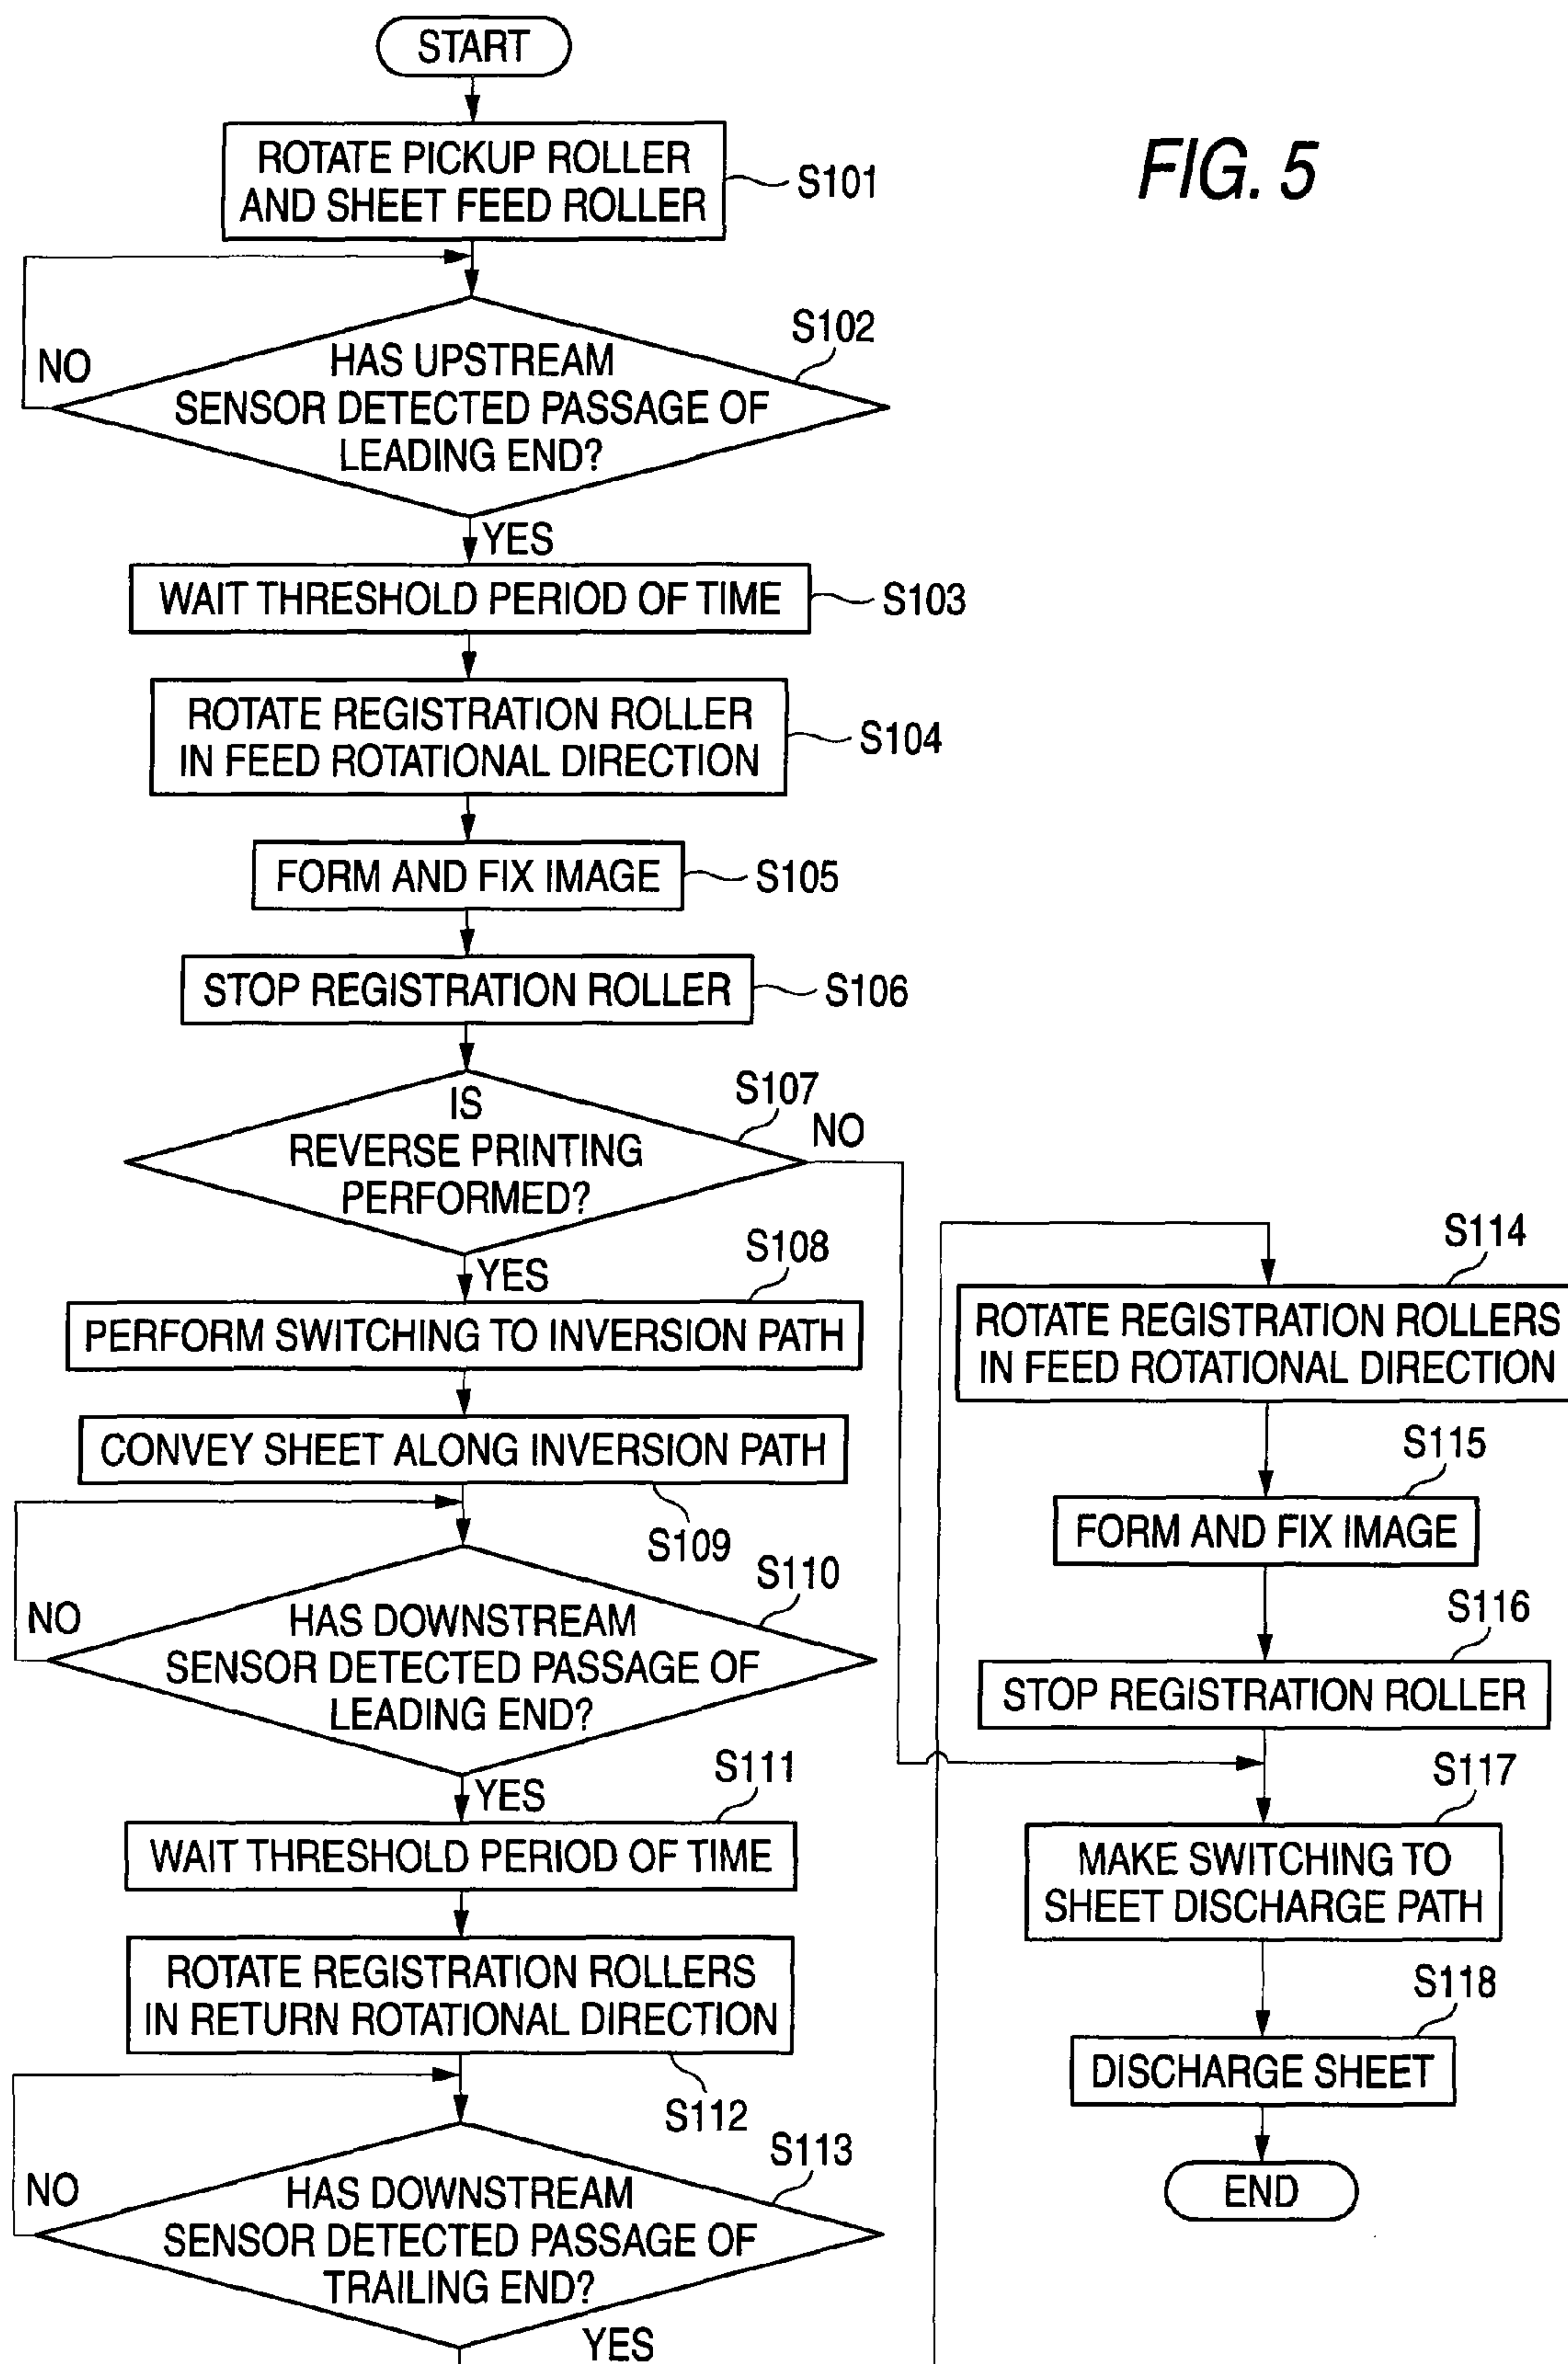 START
FIG. 5
ROTATE PICKUP ROLLER
AND SHEET FEED ROLLER
S101
S102
HAS UPSTREAM
SENSOR DETECTED PASSAGE OF
LEADING END?
NO
YES
WAIT THRESHOLD PERIOD OF TIME
S103
ROTATE REGISTRATION ROLLER
IN FEED ROTATIONAL DIRECTION
S104
FORM AND FIX IMAGE
S105
STOP REGISTRATION ROLLER
S106
S107
IS
REVERSE PRINTING
PERFORMED?
NO
YES
S108
PERFORM SWITCHING TO INVERSION PATH
CONVEY SHEET ALONG INVERSION PATH
S109
S110
HAS DOWNSTREAM
SENSOR DETECTED PASSAGE OF
LEADING END?
NO
YES
S111
WAIT THRESHOLD PERIOD OF TIME
ROTATE REGISTRATION ROLLERS
IN RETURN ROTATIONAL DIRECTION
S112
S113
HAS DOWNSTREAM
SENSOR DETECTED PASSAGE OF
TRAILING END?
NO
YES
S114
ROTATE REGISTRATION ROLLERS
IN FEED ROTATIONAL DIRECTION
S115
FORM AND FIX IMAGE
S116
STOP REGISTRATION ROLLER
S117
MAKE SWITCHING TO
SHEET DISCHARGE PATH
S118
DISCHARGE SHEET
END